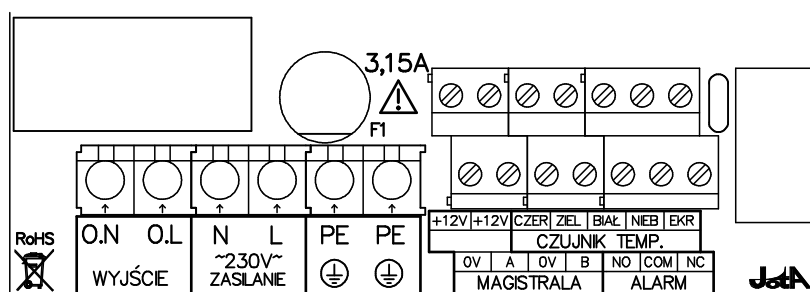 3,15A
F1
+12V +12V CZER ZIEL BIAŁ NIEB EKR
CZUJNIK TEMP.
0V A 0V B NO COM NC
MAGISTRALA ALARM
O.N O.L N L PE PE
WYJŚCIE
~230V~
ZASILANIE
RoHS
JotA